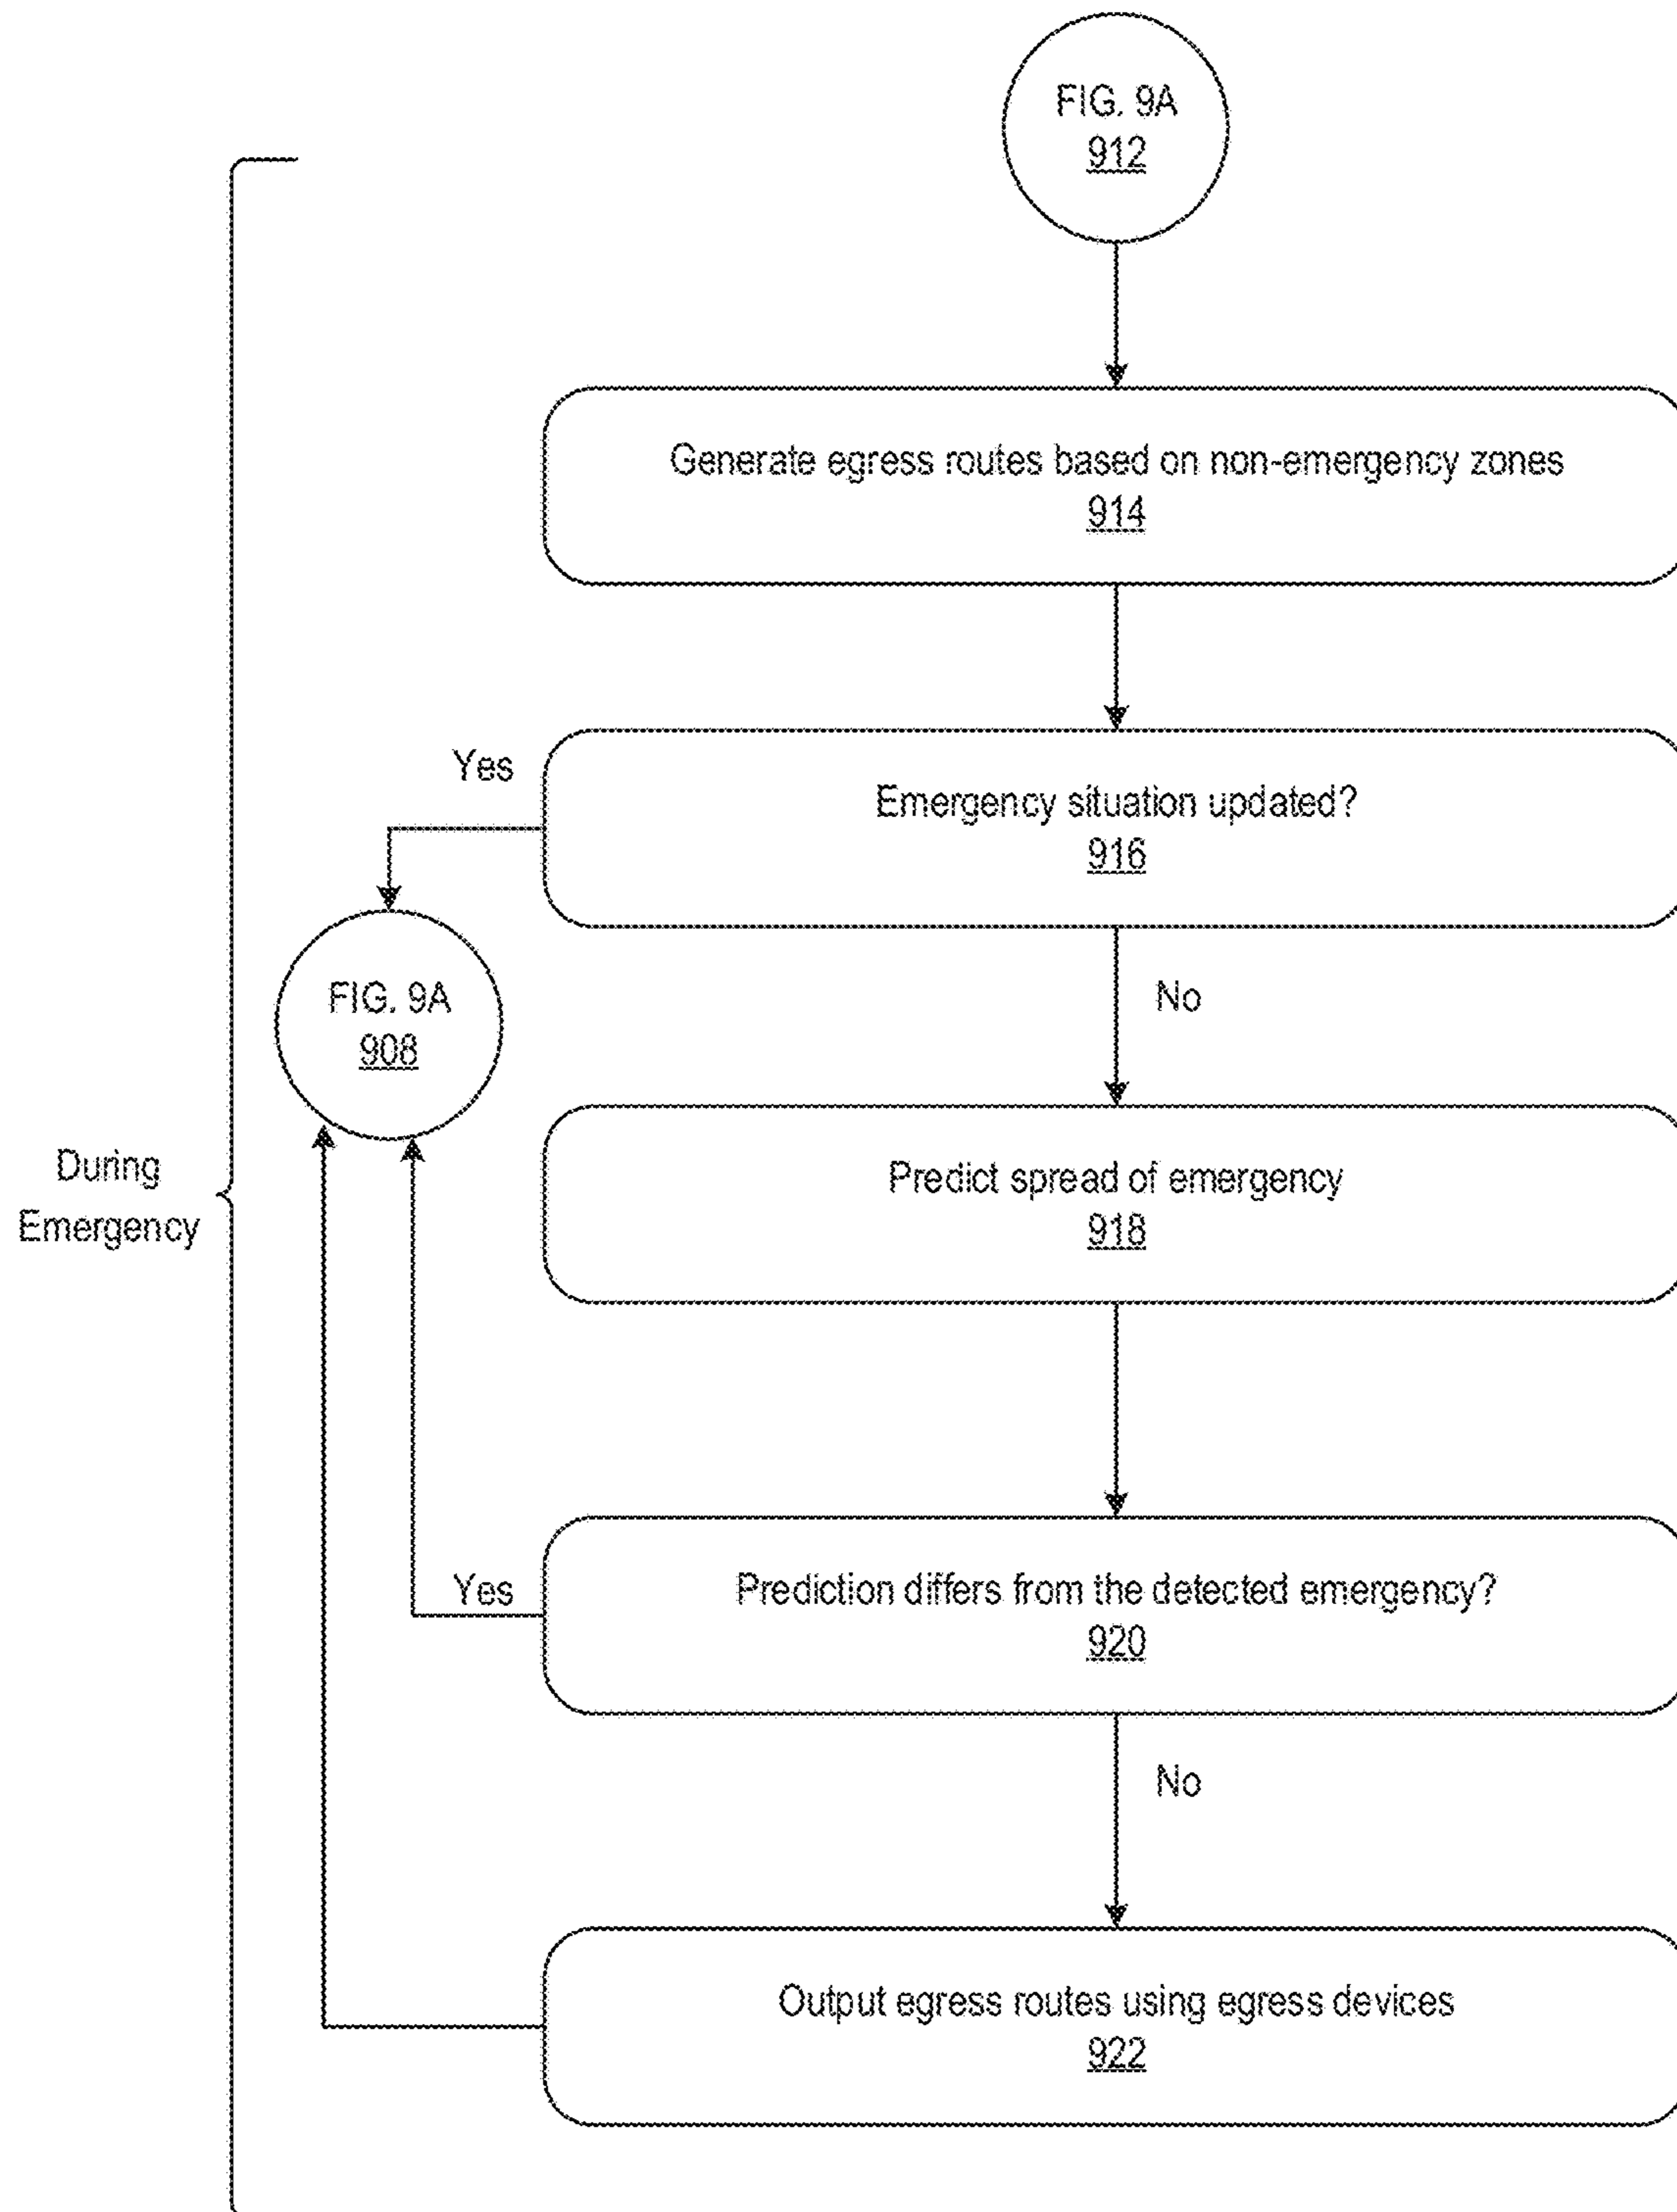 FIG. 9A
912
Generate egress routes based on non-emergency zones
914
Yes
Emergency situation updated?
916
FIG. 9A
908
No
During
Emergency
Predict spread of emergency
918
Yes
Prediction differs from the detected emergency?
920
No
Output egress routes using egress devices
922